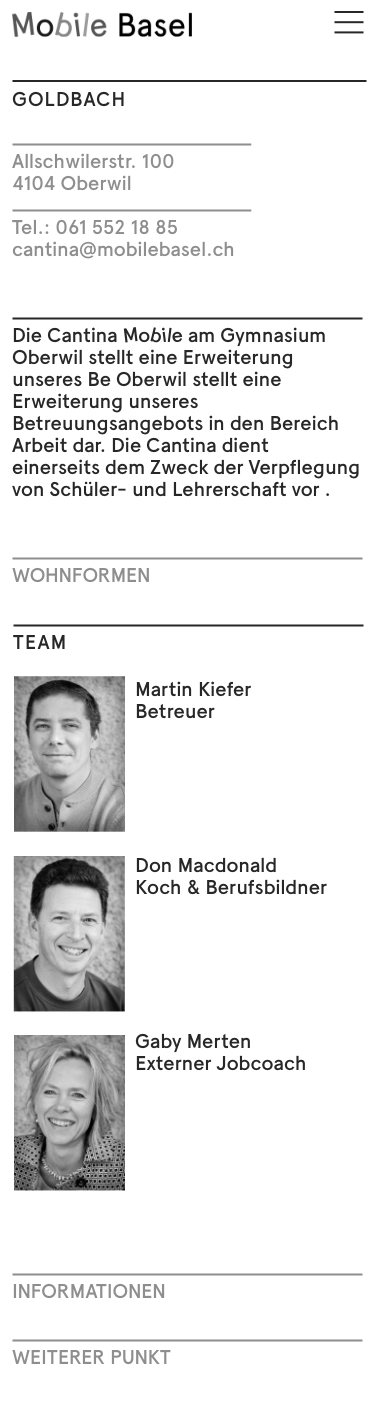 Mobile Basel
GOLDBACH
Allschwilerstr. 100
4104 Oberwil
Tel.: 061 552 18 85
cantina@mobilebasel.ch
Die Cantina Mobile am Gymnasium
Oberwil stellt eine Erweiterung
unseres Be Oberwil stellt eine
Erweiterung unseres
Betreuungsangebots in den Bereich
Arbeit dar. Die Cantina dient
einerseits dem Zweck der Verpflegung
von Schüler- und Lehrerschaft vor .
WOHNFORMEN
TEAM
Martin Kiefer
Betreuer
Don Macdonald
Koch & Berufsbildner
Gaby Merten
Externer Jobcoach
INFORMATIONEN
WEITERER PUNKT